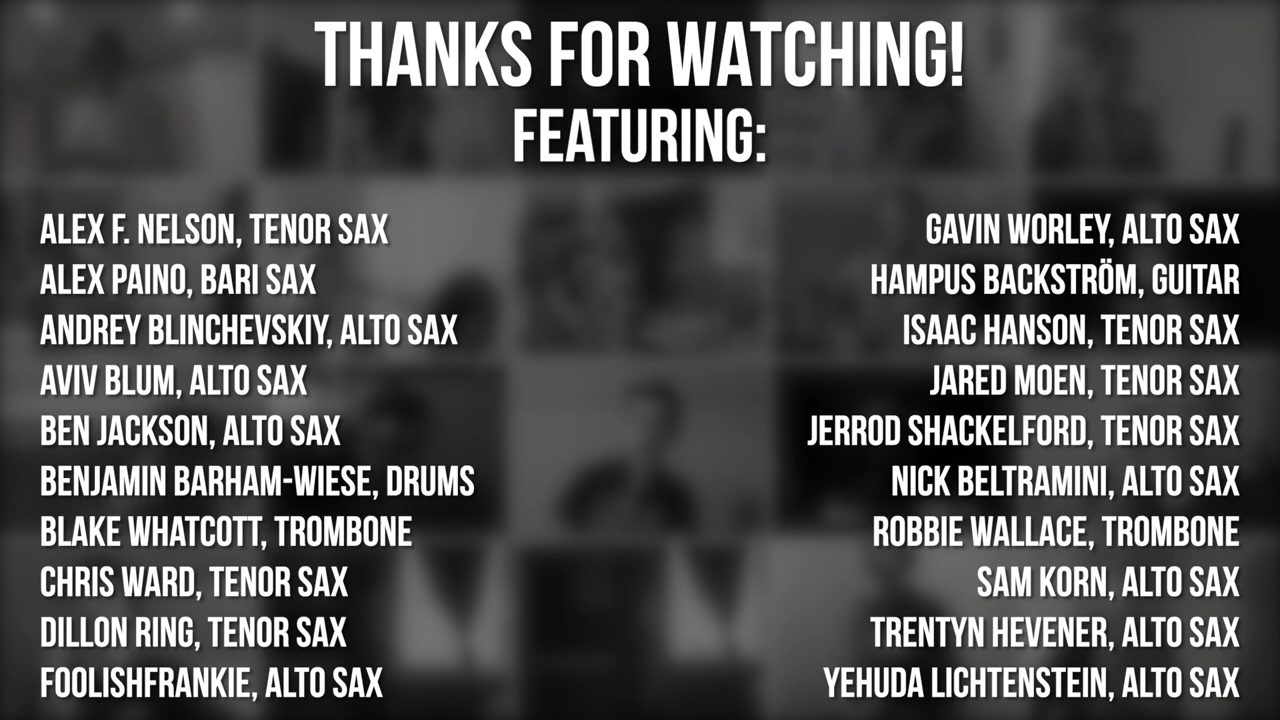 THANKS FOR WATCHING!
FEATURING:
ALEX F. NELSON, TENOR SAX
ALEX PAINO, BARI SAX
ANDREY BLINCHEVSKIY, ALTO SAX
AVIV BLUM, ALTO SAX
BEN JACKSON, ALTO SAX
BENJAMIN BARHAM-WIESE, DRUMS
BLAKE WHATCOTT, TROMBONE
CHRIS WARD, TENOR SAX
DILLON RING, TENOR SAX
FOOLISHFRANKIE, ALTO SAX
GAVIN WORLEY, ALTO SAX
HAMPUS BACKSTRÖM, GUITAR
ISAAC HANSON, TENOR SAX
JARED MOEN, TENOR SAX
JERROD SHACKELFORD, TENOR SAX
NICK BELTRAMINI, ALTO SAX
ROBBIE WALLACE, TROMBONE
SAM KORN, ALTO SAX
TRENTYN HEVENER, ALTO SAX
YEHUDA LICHTENSTEIN, ALTO SAX